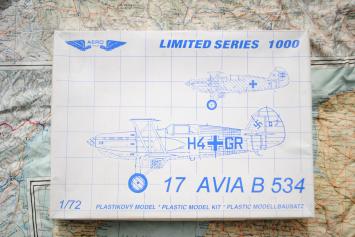 AERO
LIMITED SERIES 1000
H4 GR
17 AVIA B 534
1/72
PLASTIKOVÝ MODEL * PLASTIC MODEL KIT * PLASTIC MODELLBAUSATZ